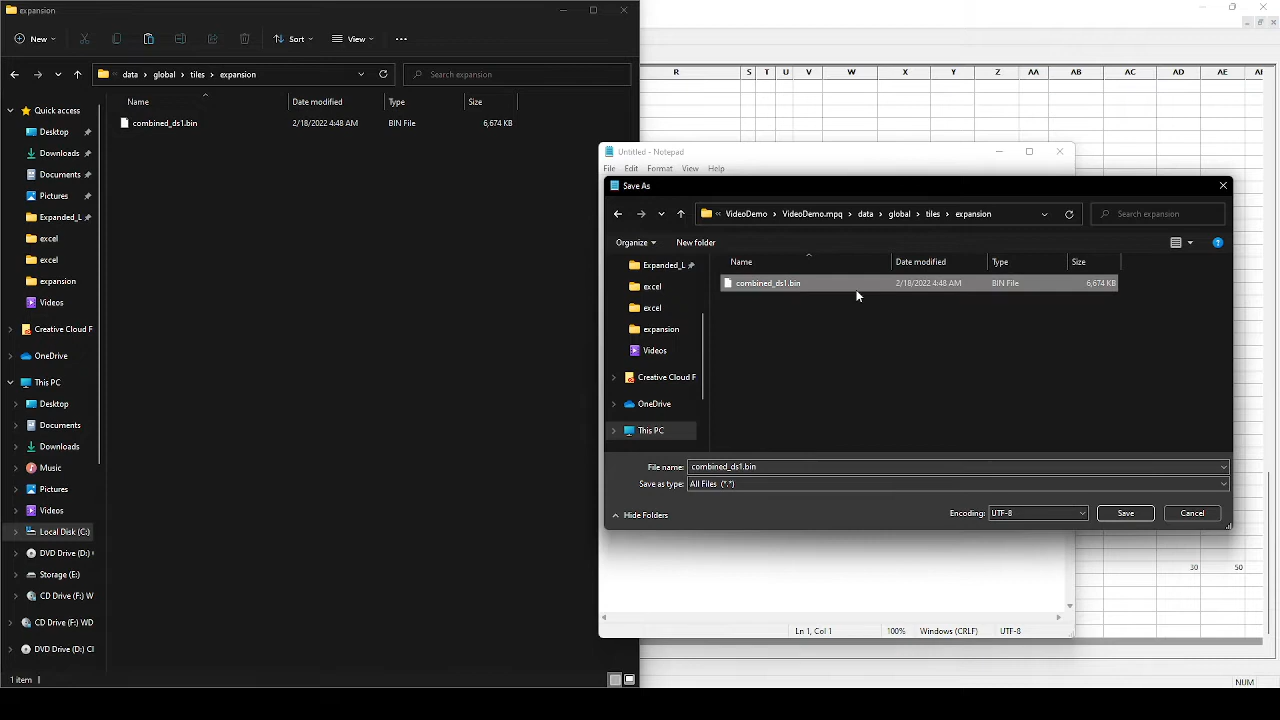 expansion
New
Sort
View
data > global > tiles > expansion
Search expansion
Name
Date modified
Type
Size
combined_ds1.bin
2/18/2022 4:48 AM
BIN File
6,674 KB
Quick access
Desktop
Downloads
Documents
Pictures
Expanded_L
excel
excel
expansion
Videos
Creative Cloud F
OneDrive
This PC
Desktop
Documents
Downloads
Music
Pictures
Videos
Local Disk (C:)
DVD Drive (D:)
Storage (E:)
CD Drive (F:) W
CD Drive (F:) WD
DVD Drive (D:) Cl
1 item
R S T U V W X Y Z AA AB AC AD AE
Untitled - Notepad
File Edit Format View Help
Save As
VideoDemo > VideoDemo.mpq > data > global > tiles > expansion
Search expansion
Organize
New folder
Name
Date modified
Type
Size
combined_ds1.bin
2/18/2022 4:48 AM
BIN File
6,674 KB
Expanded_L
excel
excel
expansion
Videos
Creative Cloud F
OneDrive
This PC
File name: combined_ds1.bin
Save as type: All Files (*.*)
Hide Folders
Encoding: UTF-8
Save
Cancel
30 50
Ln 1, Col 1
100%
Windows (CRLF)
UTF-8
NUM